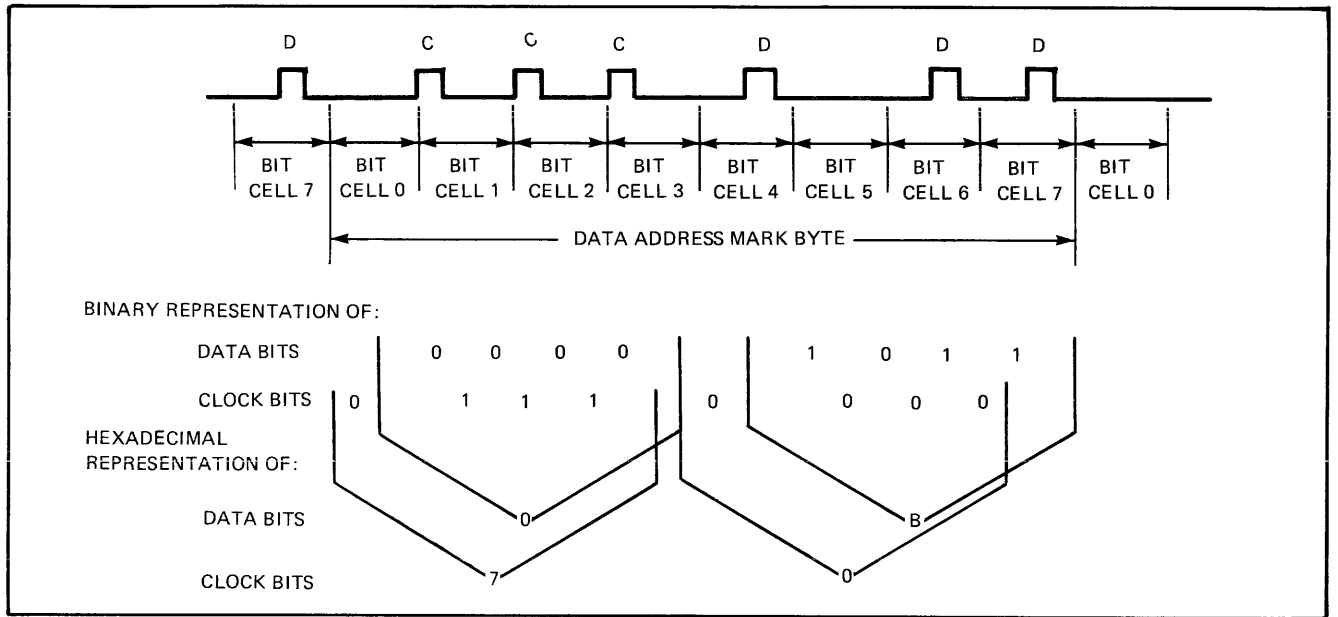 D C C C D D D
BIT CELL 7 BIT CELL 0 BIT CELL 1 BIT CELL 2 BIT CELL 3 BIT CELL 4 BIT CELL 5 BIT CELL 6 BIT CELL 7 BIT CELL 0
DATA ADDRESS MARK BYTE
BINARY REPRESENTATION OF:
DATA BITS 0 0 0 0 1 0 1 1
CLOCK BITS 0 1 1 1 0 0 0 0
HEXADECIMAL
REPRESENTATION OF:
DATA BITS 0 B
CLOCK BITS 7 0